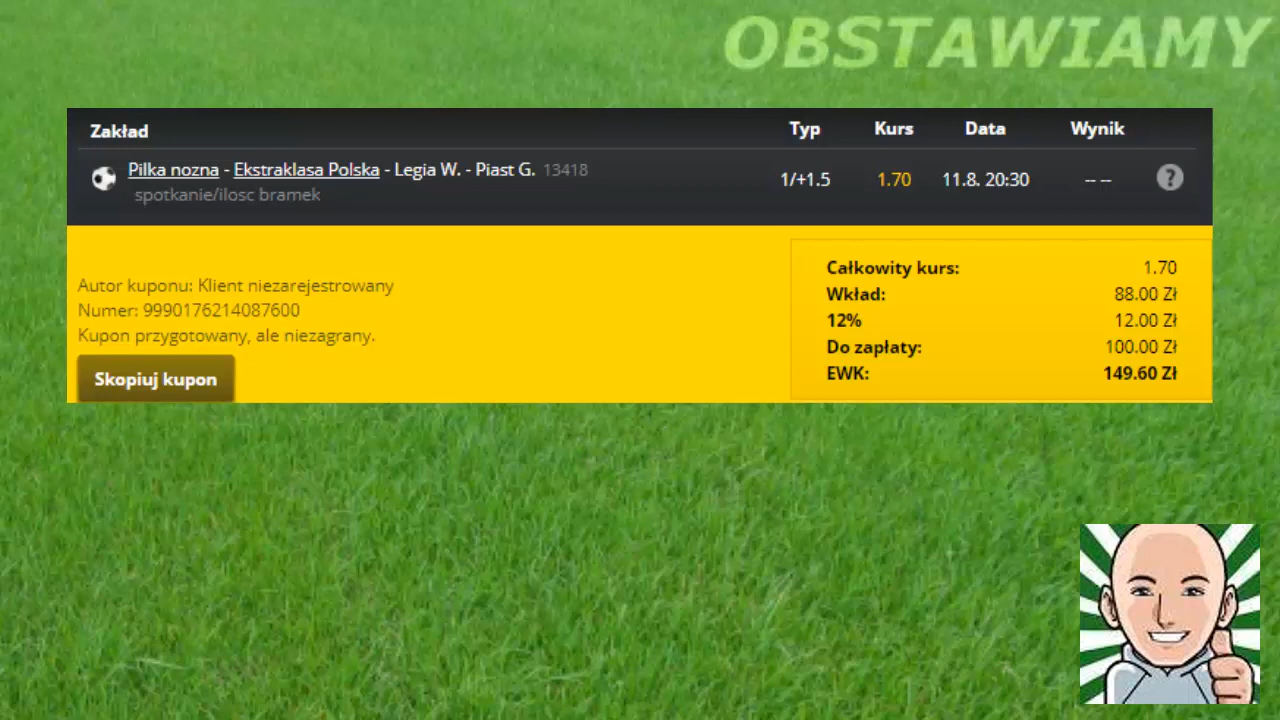 OBSTAWIAMY
Zakład Typ Kurs Data Wynik
Pilka nozna - Ekstraklasa Polska - Legia W. - Piast G. 13418 1/+1.5 1.70 11.8. 20:30 -- -- ?
spotkanie/ilosc bramek
Autor kuponu: Klient niezarejestrowany
Numer: 9990176214087600
Kupon przygotowany, ale niezagrany.
Skopiuj kupon
Całkowity kurs: 1.70
Wkład: 88.00 Zł
12% 12.00 Zł
Do zapłaty: 100.00 Zł
EWK: 149.60 Zł